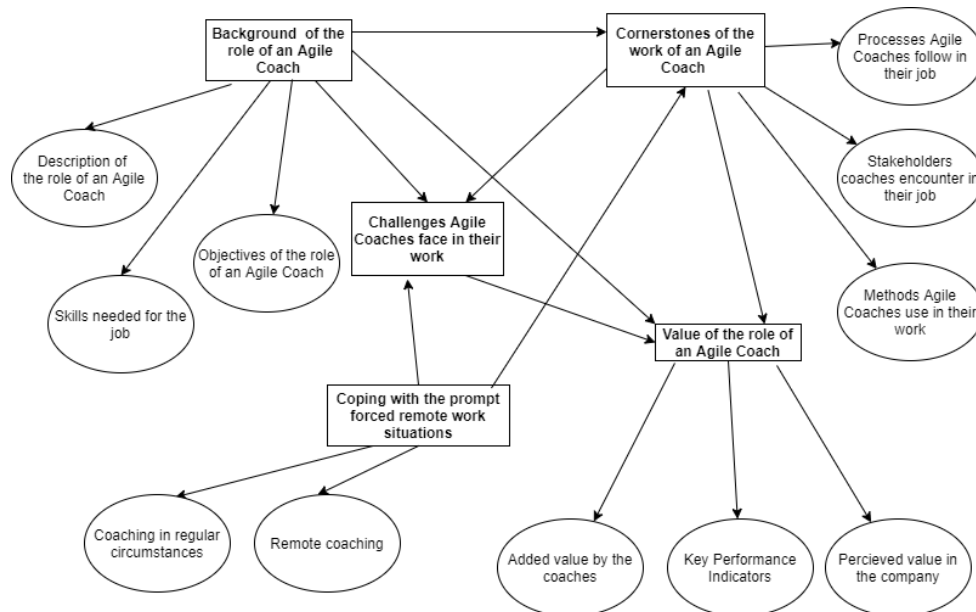 Background of the role of an Agile
Coach
Cornerstones of the
work of an Agile
Coach
Processes Agile
Coaches follow in their
job
Description of
the role of an Agile
Coach
Stakeholders
coaches encounter in
their job
Challenges Agile
Coaches face in their
work
Objectives of the role
of an Agile Coach
Skills needed for the
job
Methods Agile
Coaches use in their
work
Value of the role of
an Agile Coach
Coping with the prompt
forced remote work
situations
Coaching in regular
circumstances
Remote coaching
Added value by the
coaches
Key Performance
Indicators
Percieved value in
the company